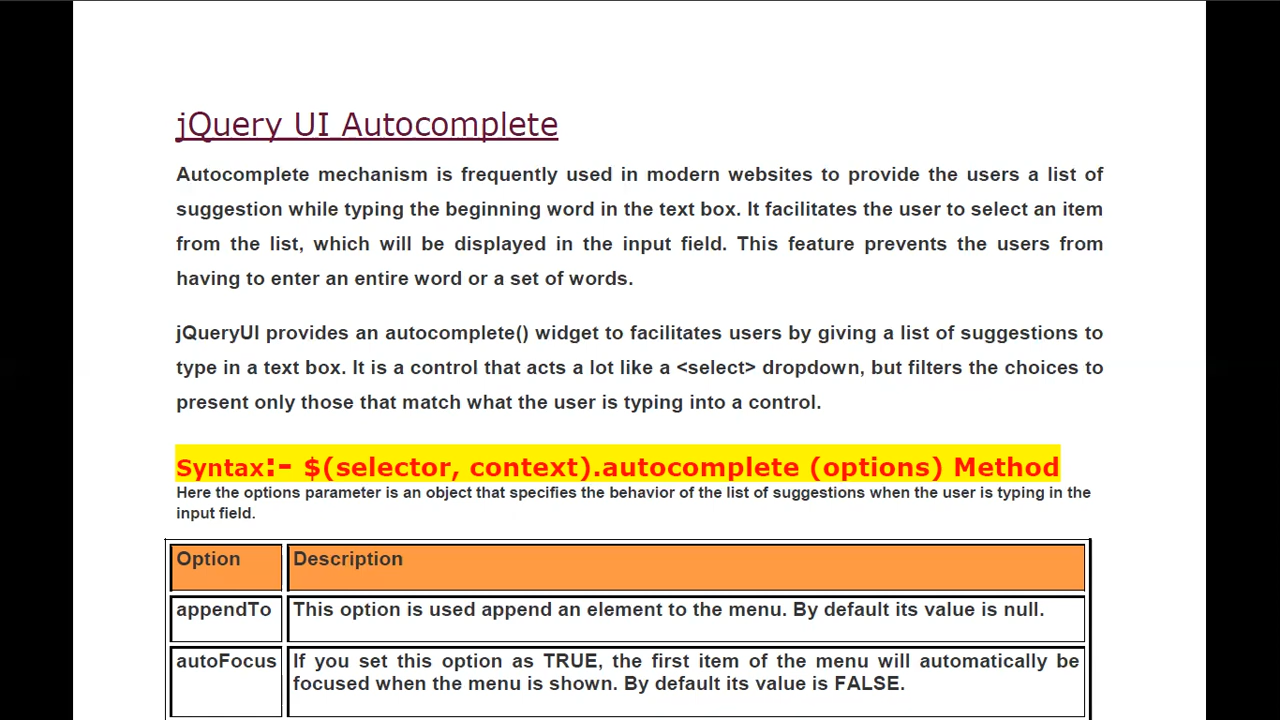 jQuery UI Autocomplete
Autocomplete mechanism is frequently used in modern websites to provide the users a list of
suggestion while typing the beginning word in the text box. It facilitates the user to select an item
from the list, which will be displayed in the input field. This feature prevents the users from
having to enter an entire word or a set of words.
jQueryUI provides an autocomplete() widget to facilitates users by giving a list of suggestions to
type in a text box. It is a control that acts a lot like a <select> dropdown, but filters the choices to
present only those that match what the user is typing into a control.
Syntax:- $(selector, context).autocomplete (options) Method
Here the options parameter is an object that specifies the behavior of the list of suggestions when the user is typing in the
input field.
Option Description
appendTo This option is used append an element to the menu. By default its value is null.
autoFocus If you set this option as TRUE, the first item of the menu will automatically be
focused when the menu is shown. By default its value is FALSE.